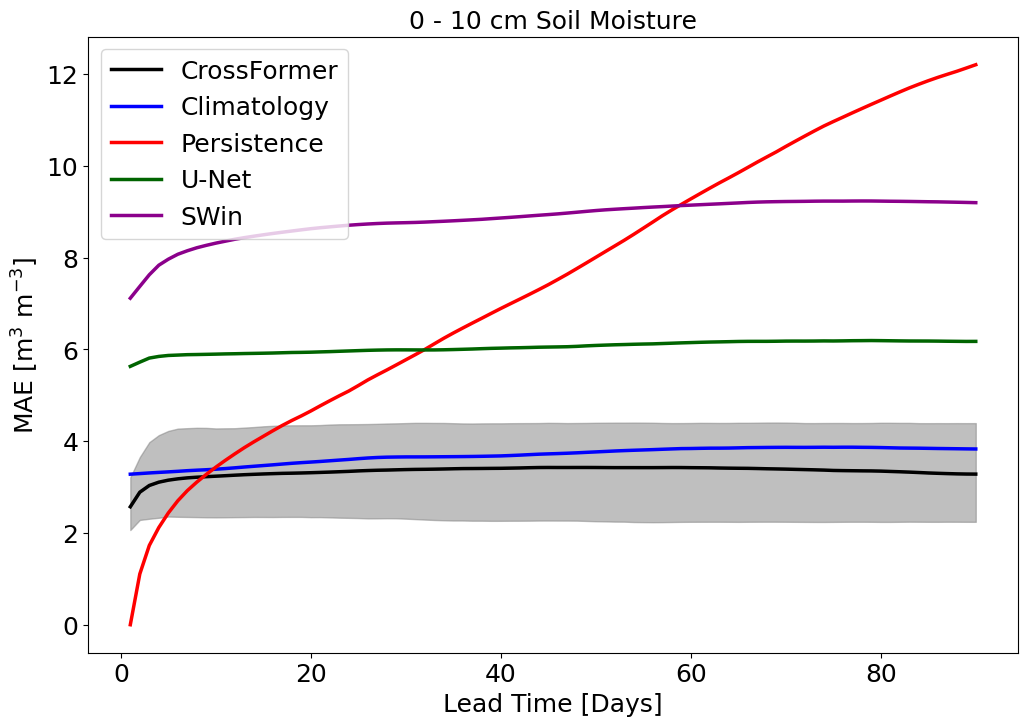 0 - 10 cm Soil Moisture
CrossFormer
Climatology
Persistence
U-Net
SWin
MAE [m³ m⁻³]
12
10
8
6
4
2
0
0 20 40 60 80
Lead Time [Days]